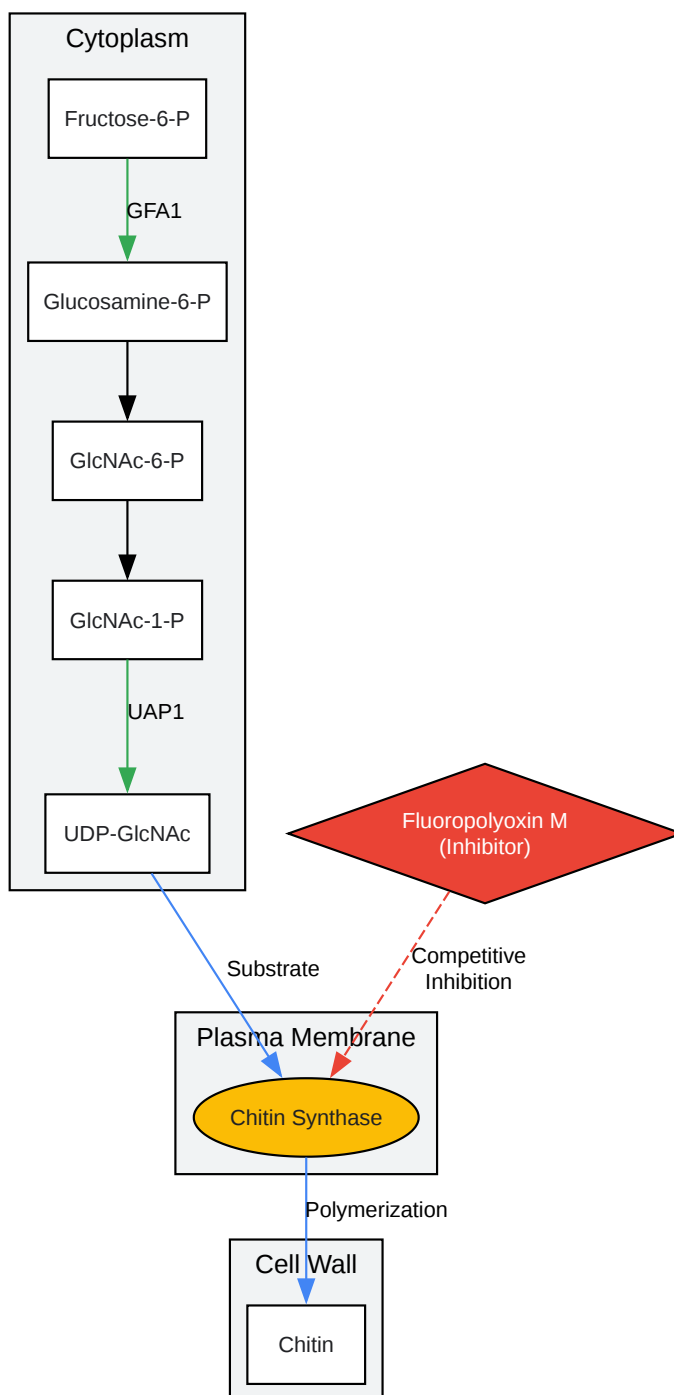 Cytoplasm
Fructose-6-P
GFA1
Glucosamine-6-P
GlcNAc-6-P
GlcNAc-1-P
UAP1
UDP-GlcNAc
Fluoropolyoxin M
(Inhibitor)
Substrate
Competitive
Inhibition
Plasma Membrane
Chitin Synthase
Polymerization
Cell Wall
Chitin